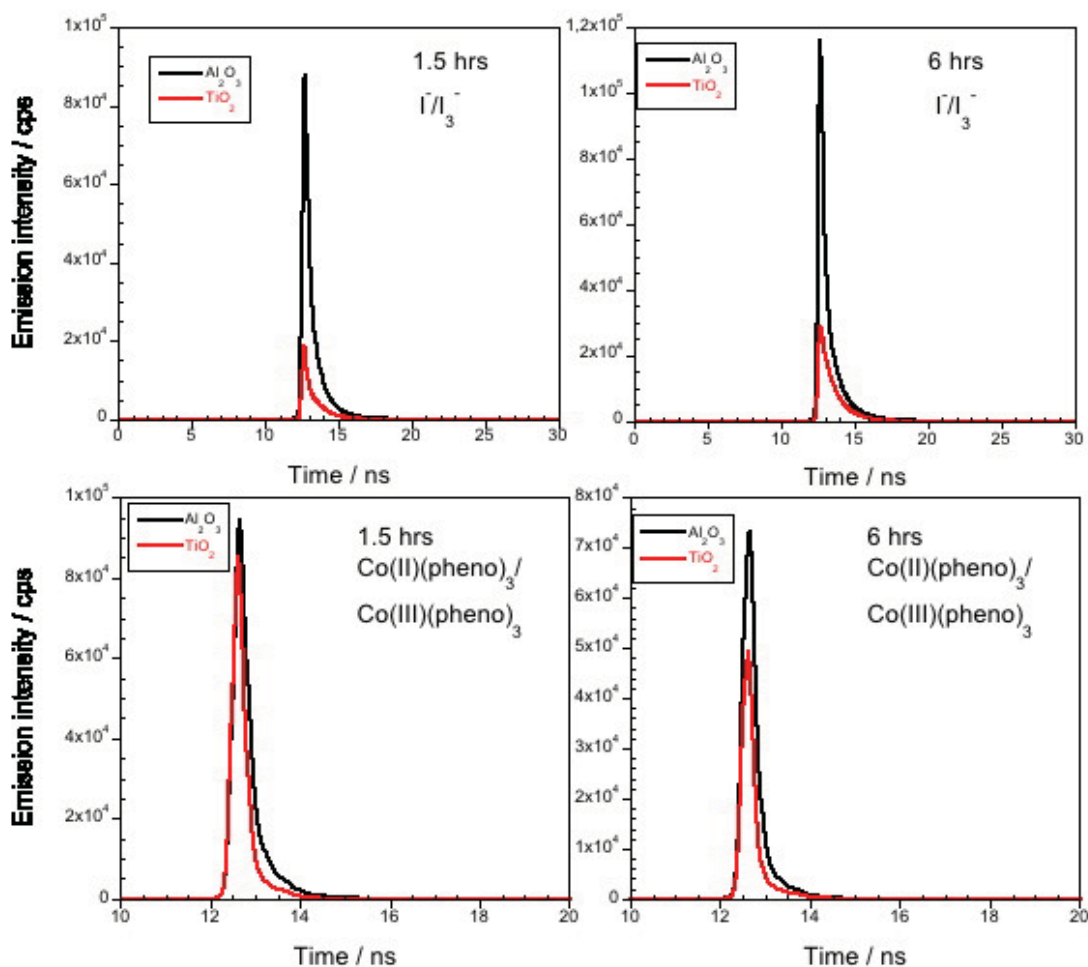 Emission intensity / cps
1x10⁵
8x10⁴
6x10⁴
4x10⁴
2x10⁴
0
Al₂O₃
TiO₂
1.5 hrs
I⁻/I₃⁻
0 5 10 15 20 25 30
Time / ns
1,2x10⁵
1x10⁵
8x10⁴
6x10⁴
4x10⁴
2x10⁴
0
Al₂O₃
TiO₂
6 hrs
I⁻/I₃⁻
0 5 10 15 20 25 30
Time / ns
Emission intensity / cps
1x10⁵
8x10⁴
6x10⁴
4x10⁴
2x10⁴
0
Al₂O₃
TiO₂
1.5 hrs
Co(II)(pheno)₃/
Co(III)(pheno)₃
10 12 14 16 18 20
Time / ns
8x10⁴
7x10⁴
6x10⁴
5x10⁴
4x10⁴
3x10⁴
2x10⁴
1x10⁴
0
Al₂O₃
TiO₂
6 hrs
Co(II)(pheno)₃/
Co(III)(pheno)₃
10 12 14 16 18 20
Time / ns